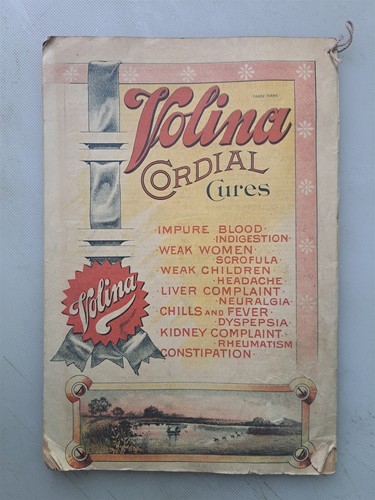 TRADE MARK.
Volina
CORDIAL
Cures
IMPURE BLOOD·
·INDIGESTION·
WEAK WOMEN·
·SCROFULA·
WEAK CHILDREN·
·HEADACHE·
LIVER COMPLAINT·
·NEURALGIA·
CHILLS AND FEVER·
·DYSPEPSIA·
KIDNEY COMPLAINT·
·RHEUMATISM
CONSTIPATION·
Volina